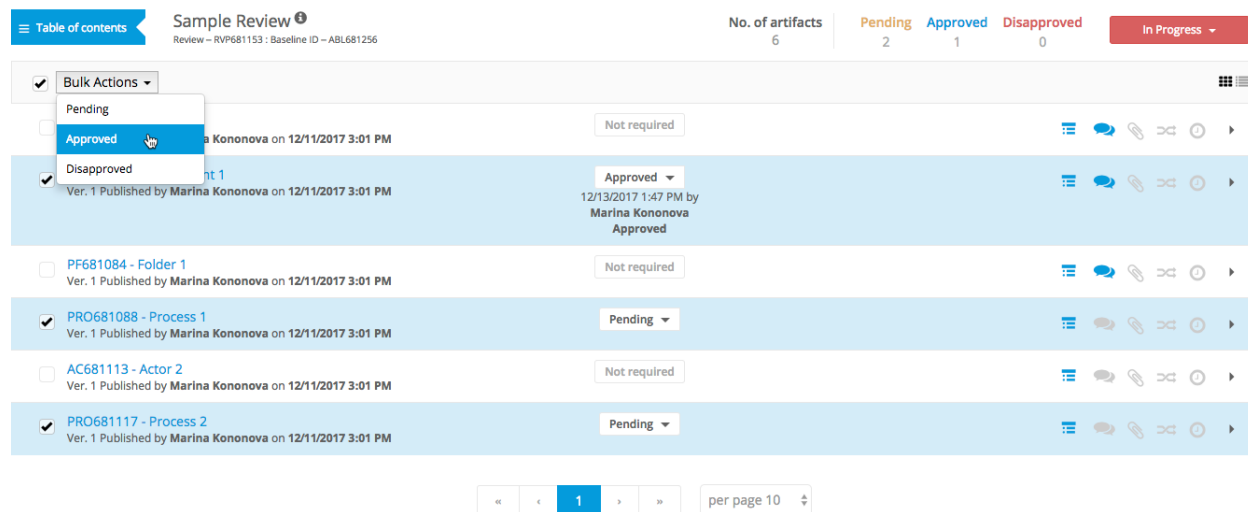 Table of contents
Sample Review
Review – RVP681153 : Baseline ID – ABL681256
No. of artifacts
6
Pending
2
Approved
1
Disapproved
0
In Progress
Bulk Actions
Pending
Approved
Disapproved
a Kononova on 12/11/2017 3:01 PM
Not required
nt 1
Ver. 1 Published by Marina Kononova on 12/11/2017 3:01 PM
Approved
12/13/2017 1:47 PM by
Marina Kononova
Approved
PF681084 - Folder 1
Ver. 1 Published by Marina Kononova on 12/11/2017 3:01 PM
Not required
PRO681088 - Process 1
Ver. 1 Published by Marina Kononova on 12/11/2017 3:01 PM
Pending
AC681113 - Actor 2
Ver. 1 Published by Marina Kononova on 12/11/2017 3:01 PM
Not required
PRO681117 - Process 2
Ver. 1 Published by Marina Kononova on 12/11/2017 3:01 PM
Pending
« ‹ 1 › »
per page 10